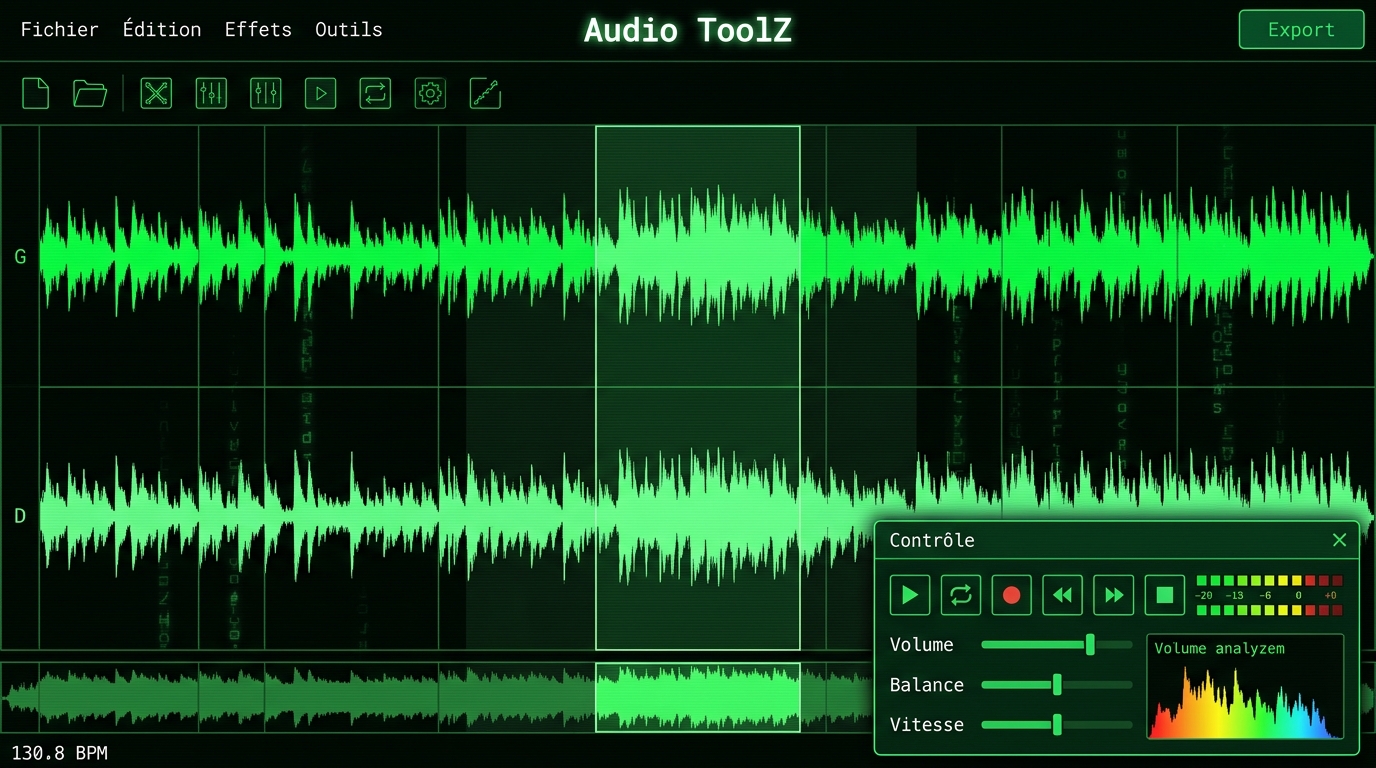 Fichier Édition Effets Outils
Audio ToolZ
Export
G
D
Contrôle
-20 -13 -6 0 +0
Volume
Volume analyzem
Balance
Vitesse
130.8 BPM